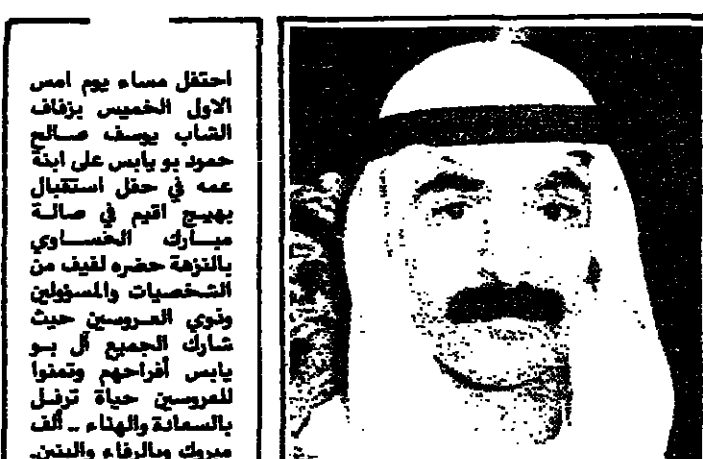 احتفل مساء يوم امس
الاول الخميس بزفاف
الشاب يوسف صالح
حمود بو يابس على ابنة
عمه في حفل استقبال
بهيج اقيم في صالة
مبارك الحساوي
بالنزهة حضره لفيف من
الشخصيات والمسؤولين
وذوي العروسين حيث
شارك الجميع آل بو
يابس أفراحهم وتمنوا
للعروسين حياة ترفل
بالسعادة والهناء .. ألف
مبروك وبالرفاء والبنين.